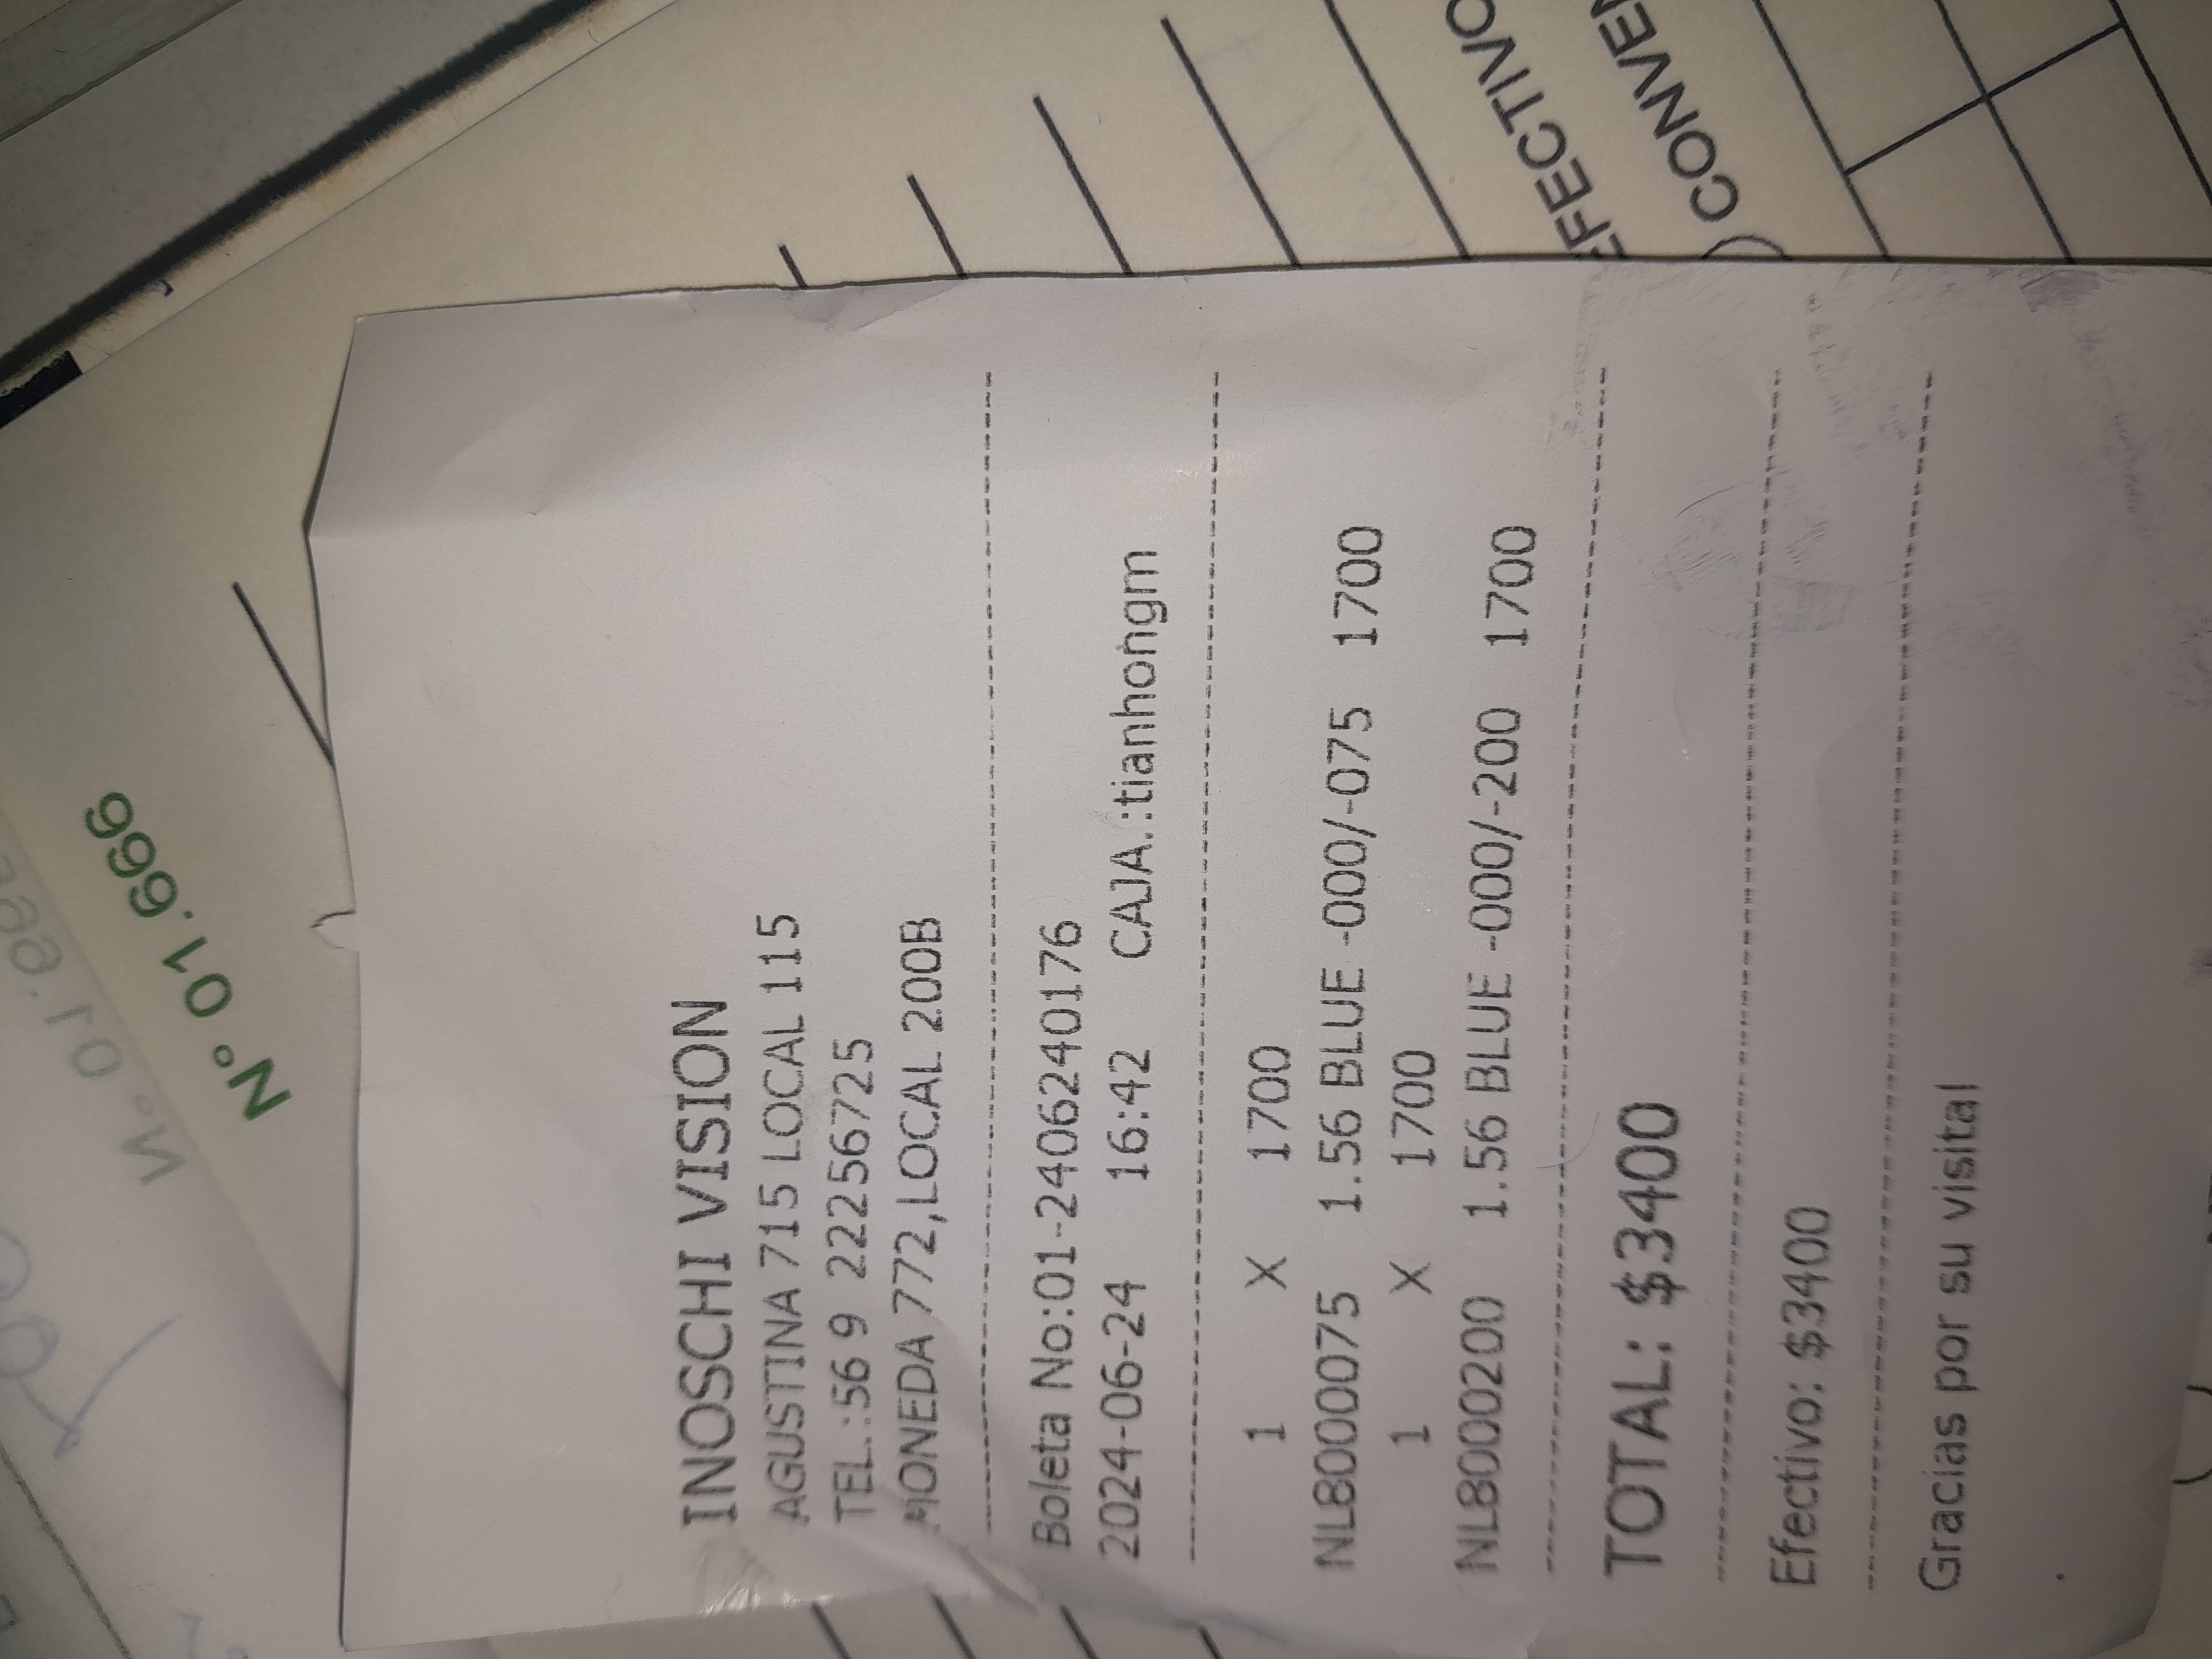 N° 01.666
INOSCHI VISION
AGUSTINA 715 LOCAL 115
TEL.:56 9 22256725
MONEDA 772,LOCAL 200B
Boleta No:01-2406240176
2024-06-24 16:42 CAJA.:tianhongm
1 X 1700
NL8000075 1.56 BLUE -000/-075 1700
1 X 1700
NL8000200 1.56 BLUE -000/-200 1700
TOTAL: $3400
Efectivo: $3400
Gracias por su visita!
EFECTIVO
CONVEN